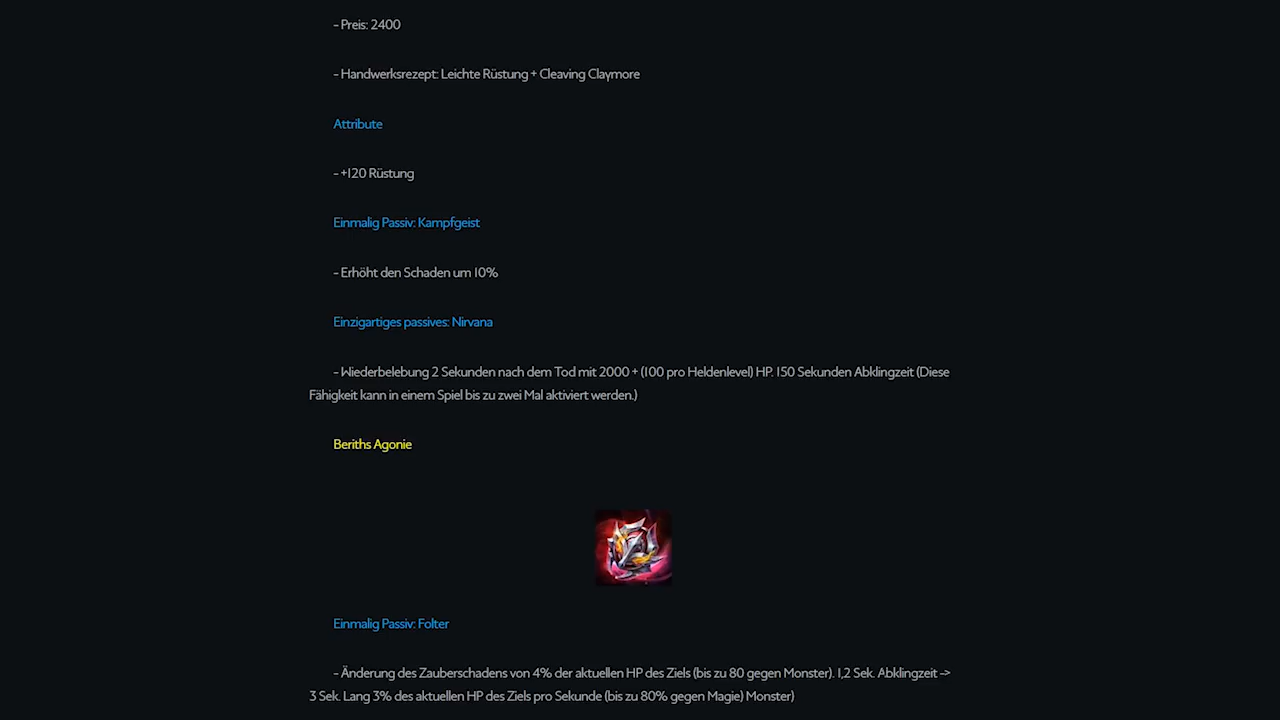 - Preis: 2400
- Handwerksrezept: Leichte Rüstung + Cleaving Claymore
Attribute
- +120 Rüstung
Einmalig Passiv: Kampfgeist
- Erhöht den Schaden um 10%
Einzigartiges passives: Nirvana
- Wiederbelebung 2 Sekunden nach dem Tod mit 2000 + (100 pro Heldenlevel) HP. 150 Sekunden Abklingzeit (Diese
Fähigkeit kann in einem Spiel bis zu zwei Mal aktiviert werden.)
Beriths Agonie
Einmalig Passiv: Folter
- Änderung des Zauberschadens von 4% der aktuellen HP des Ziels (bis zu 80 gegen Monster). 1,2 Sek. Abklingzeit ->
3 Sek. Lang 3% des aktuellen HP des Ziels pro Sekunde (bis zu 80% gegen Magie) Monster)